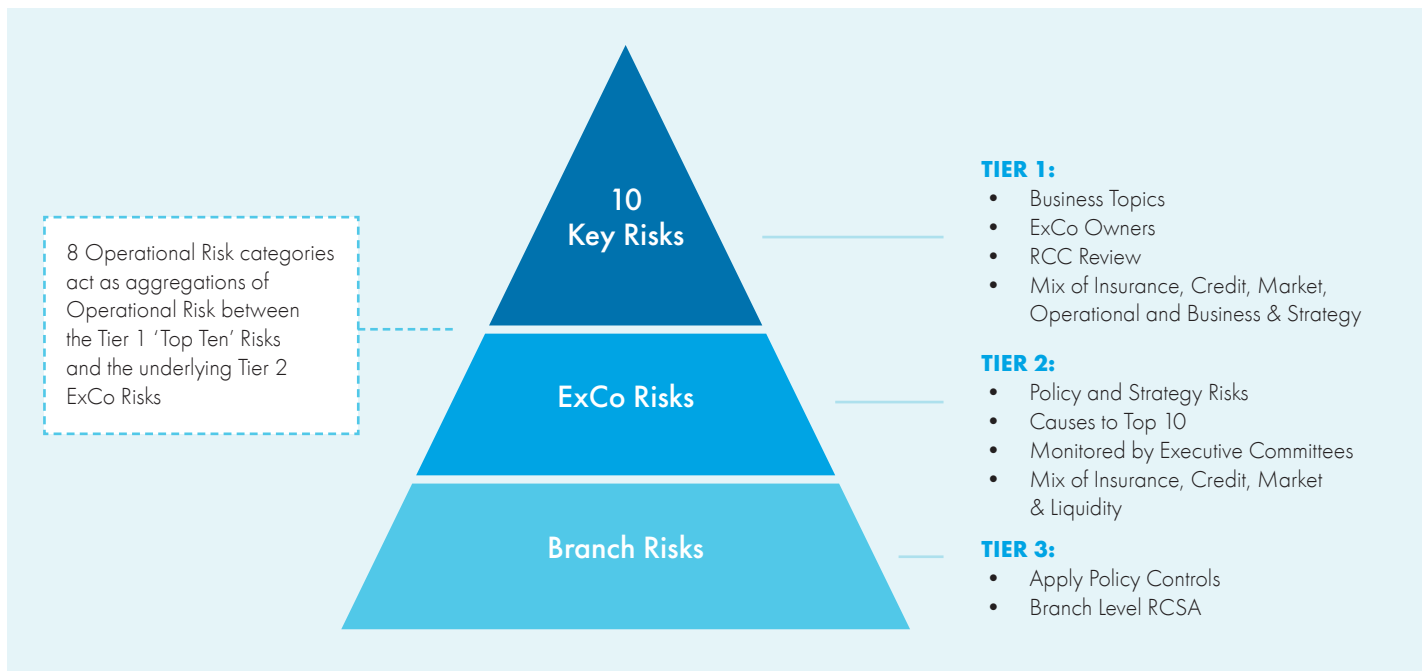 8 Operational Risk categories
act as aggregations of
Operational Risk between
the Tier 1 ‘Top Ten’ Risks
and the underlying Tier 2
ExCo Risks
10
Key Risks
ExCo Risks
Branch Risks
TIER 1:
• Business Topics
• ExCo Owners
• RCC Review
• Mix of Insurance, Credit, Market,
Operational and Business & Strategy
TIER 2:
• Policy and Strategy Risks
• Causes to Top 10
• Monitored by Executive Committees
• Mix of Insurance, Credit, Market
& Liquidity
TIER 3:
• Apply Policy Controls
• Branch Level RCSA